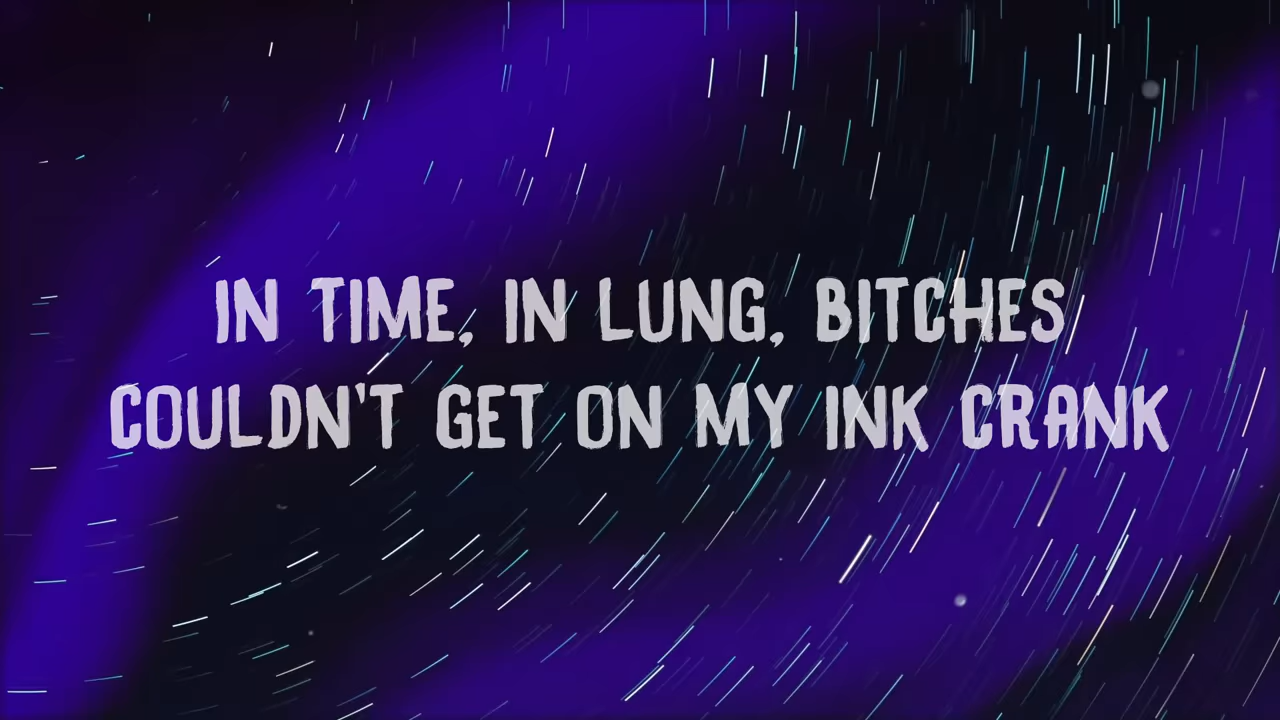 IN TIME, IN LUNG, BITCHES
COULDN'T GET ON MY INK CRANK